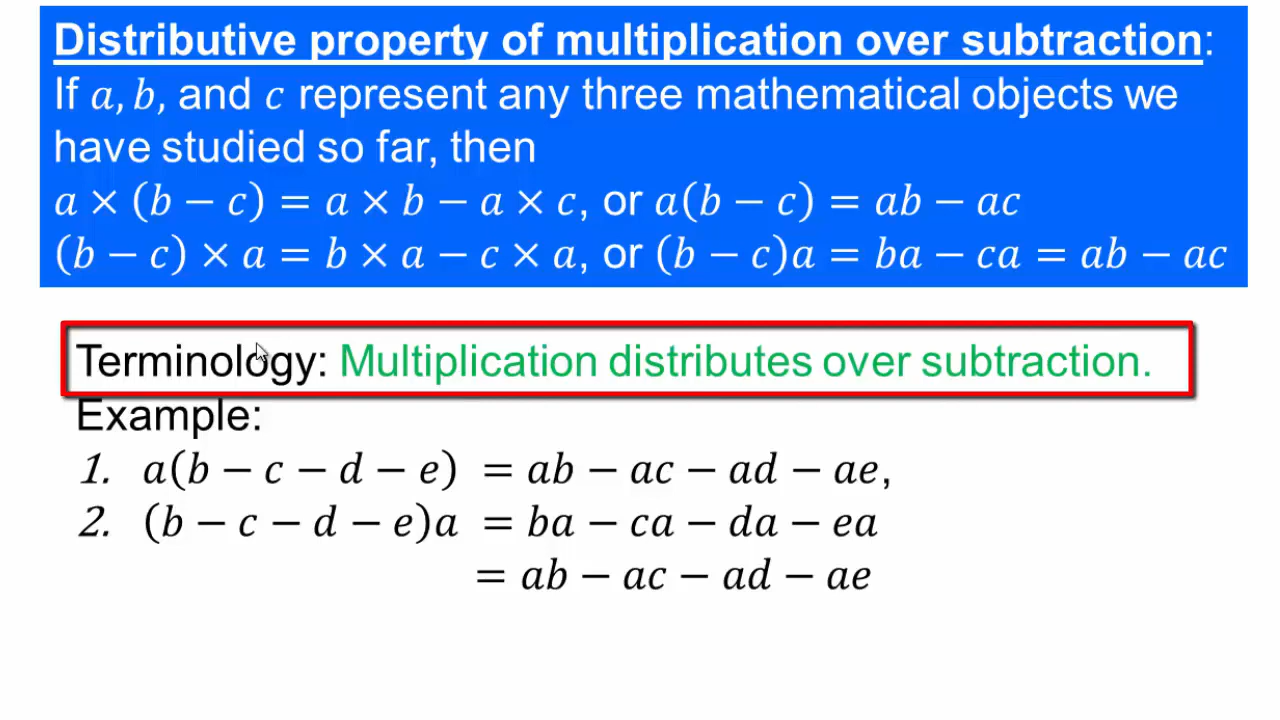 Distributive property of multiplication over subtraction:
If a, b, and c represent any three mathematical objects we
have studied so far, then
a × (b − c) = a × b − a × c, or a(b − c) = ab − ac
(b − c) × a = b × a − c × a, or (b − c)a = ba − ca = ab − ac
Terminology: Multiplication distributes over subtraction.
Example:
1. a(b − c − d − e) = ab − ac − ad − ae,
2. (b − c − d − e)a = ba − ca − da − ea
= ab − ac − ad − ae